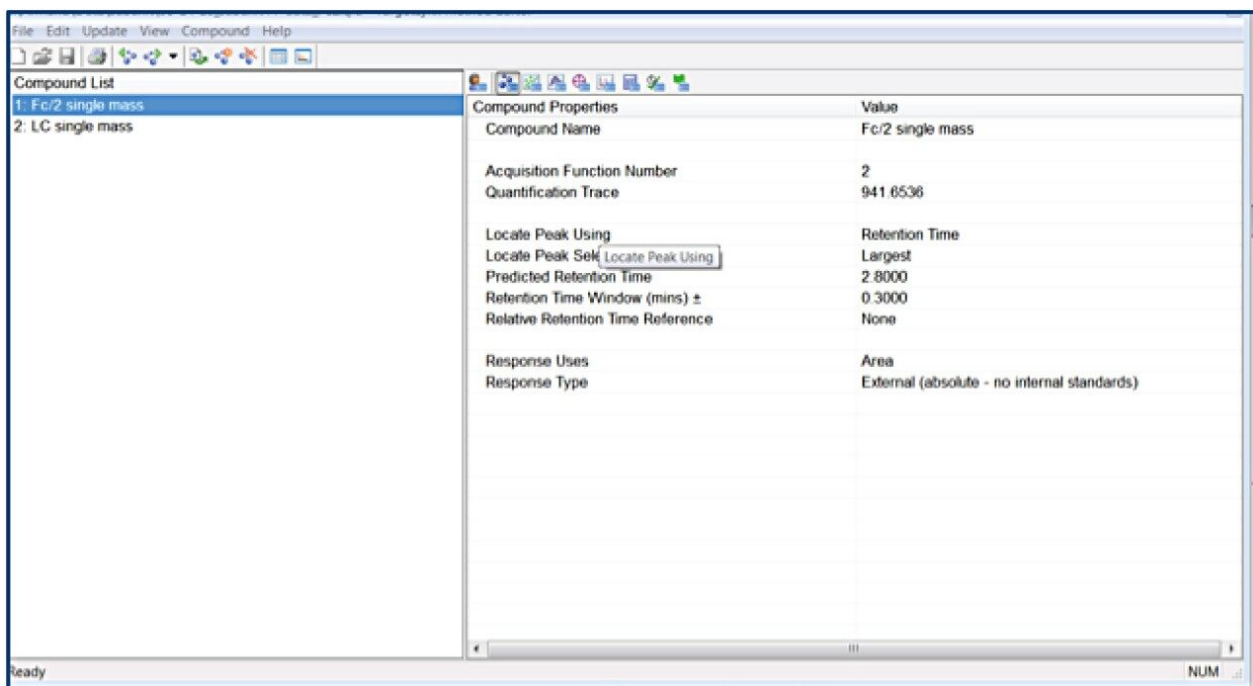 File Edit Update View Compound Help
Compound List
1: Fc/2 single mass
2: LC single mass
Compound Properties Value
Compound Name Fc/2 single mass
Acquisition Function Number 2
Quantification Trace 941.6536
Locate Peak Using Retention Time
Locate Peak Sele Locate Peak Using Largest
Predicted Retention Time 2.8000
Retention Time Window (mins) ± 0.3000
Relative Retention Time Reference None
Response Uses Area
Response Type External (absolute - no internal standards)
Ready NUM